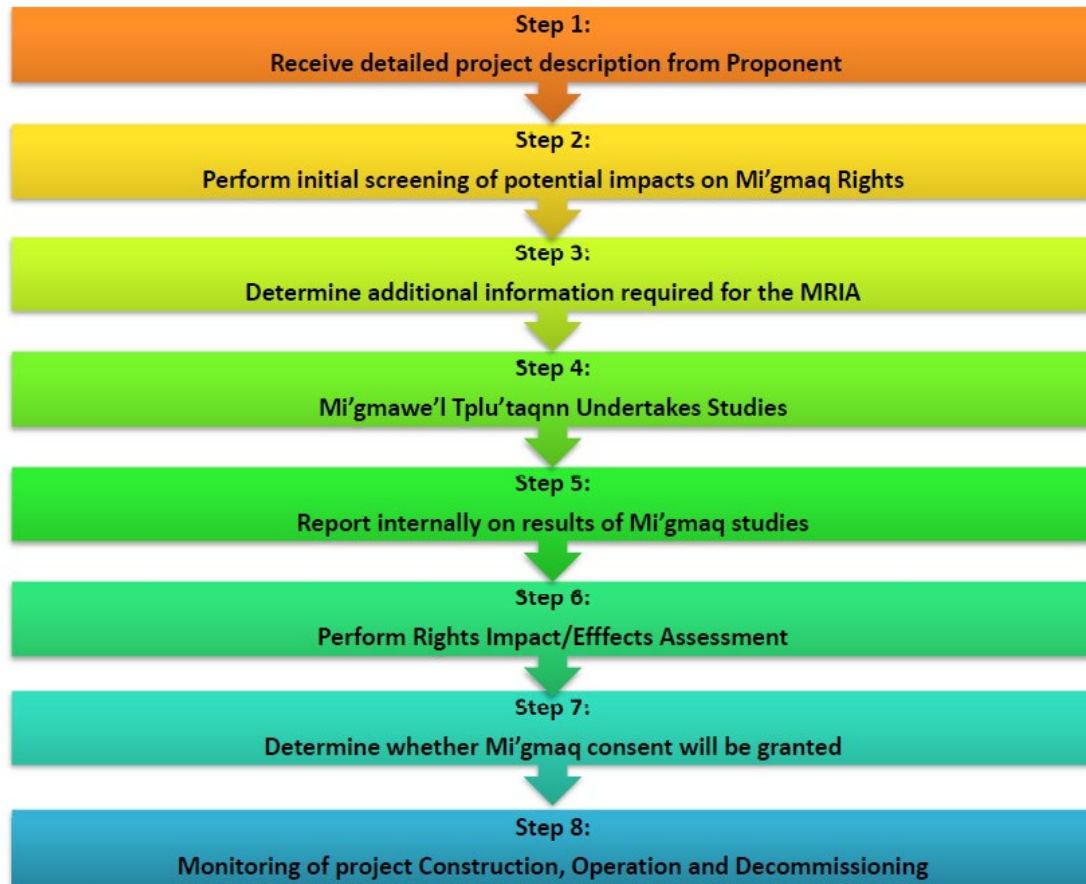 Step 1:
Receive detailed project description from Proponent
Step 2:
Perform initial screening of potential impacts on Mi’gmaq Rights
Step 3:
Determine additional information required for the MRIA
Step 4:
Mi’gmawe’l Tplu’taqnn Undertakes Studies
Step 5:
Report internally on results of Mi’gmaq studies
Step 6:
Perform Rights Impact/Efffects Assessment
Step 7:
Determine whether Mi’gmaq consent will be granted
Step 8:
Monitoring of project Construction, Operation and Decommissioning